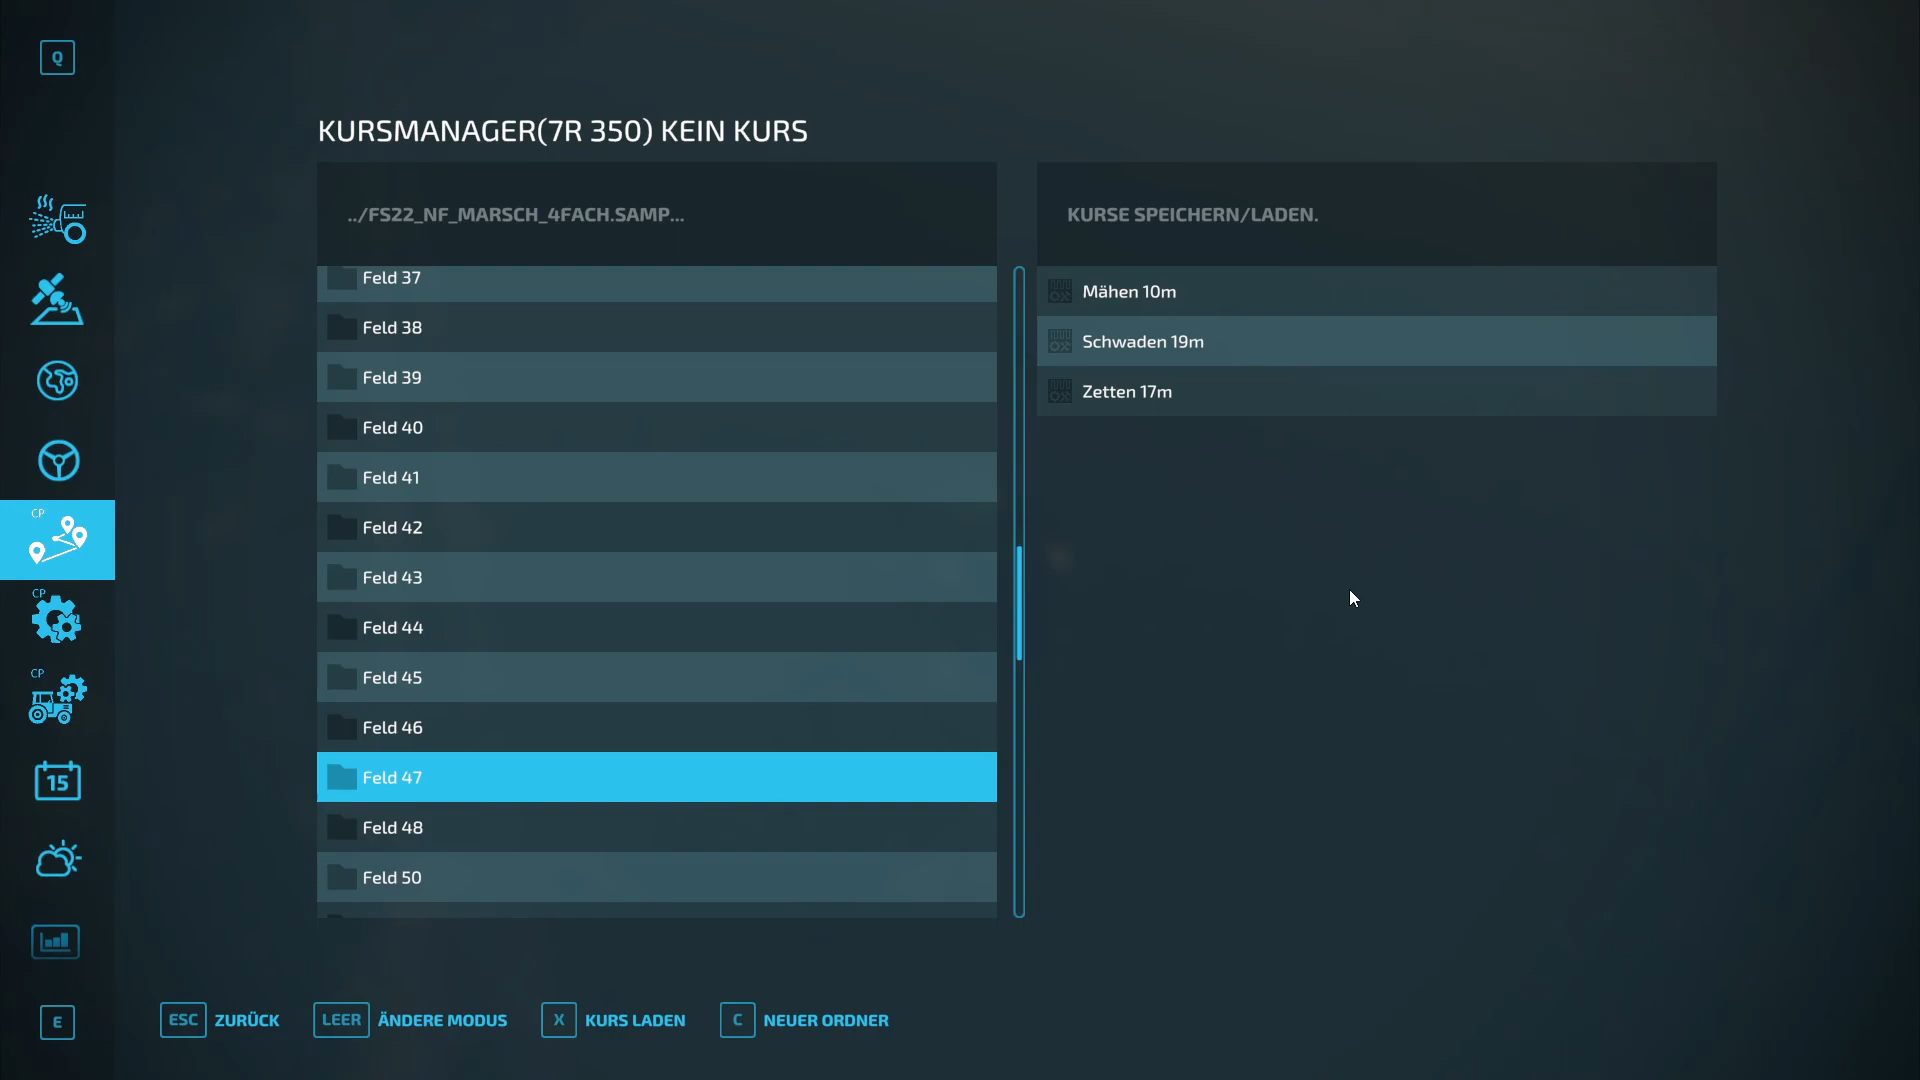 Q
KURSMANAGER(7R 350) KEIN KURS
../FS22_NF_MARSCH_4FACH.SAMP...
KURSE SPEICHERN/LADEN.
Feld 37
Feld 38
Feld 39
Feld 40
Feld 41
Feld 42
Feld 43
Feld 44
Feld 45
Feld 46
Feld 47
Feld 48
Feld 50
Mähen 10m
Schwaden 19m
Zetten 17m
CP
CP
CP
15
E
ESC ZURÜCK LEER ÄNDERE MODUS X KURS LADEN C NEUER ORDNER